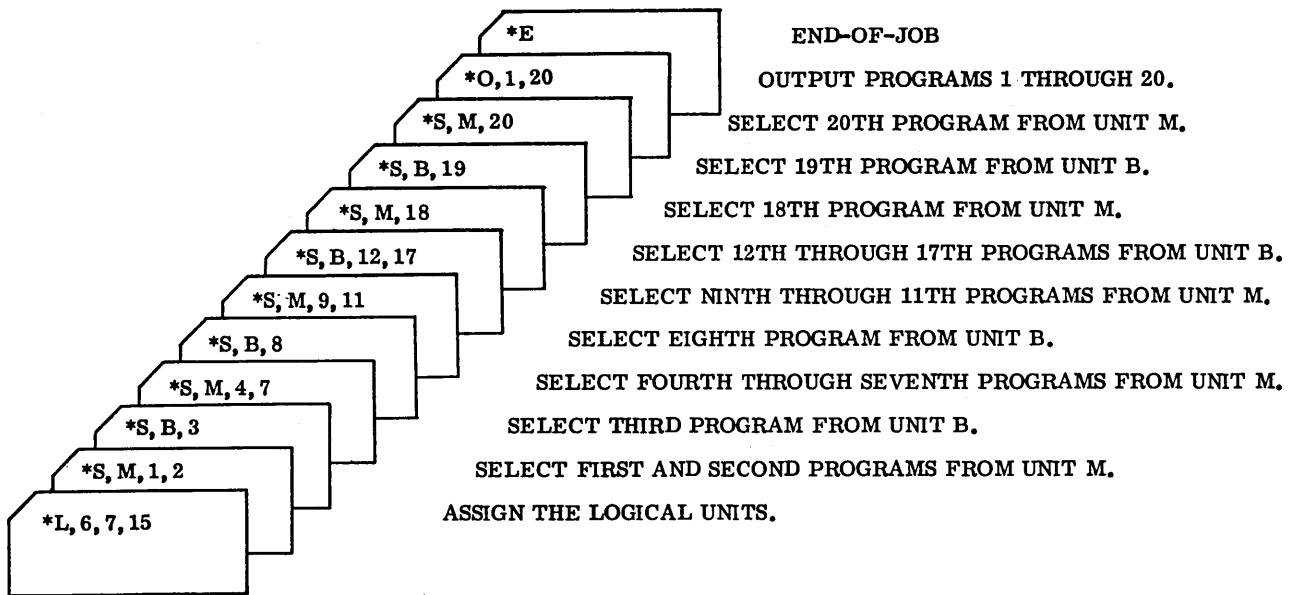 *E END-OF-JOB
*O, 1, 20 OUTPUT PROGRAMS 1 THROUGH 20.
*S, M, 20 SELECT 20TH PROGRAM FROM UNIT M.
*S, B, 19 SELECT 19TH PROGRAM FROM UNIT B.
*S, M, 18 SELECT 18TH PROGRAM FROM UNIT M.
*S, B, 12, 17 SELECT 12TH THROUGH 17TH PROGRAMS FROM UNIT B.
*S, M, 9, 11 SELECT NINTH THROUGH 11TH PROGRAMS FROM UNIT M.
*S, B, 8 SELECT EIGHTH PROGRAM FROM UNIT B.
*S, M, 4, 7 SELECT FOURTH THROUGH SEVENTH PROGRAMS FROM UNIT M.
*S, B, 3 SELECT THIRD PROGRAM FROM UNIT B.
*S, M, 1, 2 SELECT FIRST AND SECOND PROGRAMS FROM UNIT M.
*L, 6, 7, 15 ASSIGN THE LOGICAL UNITS.